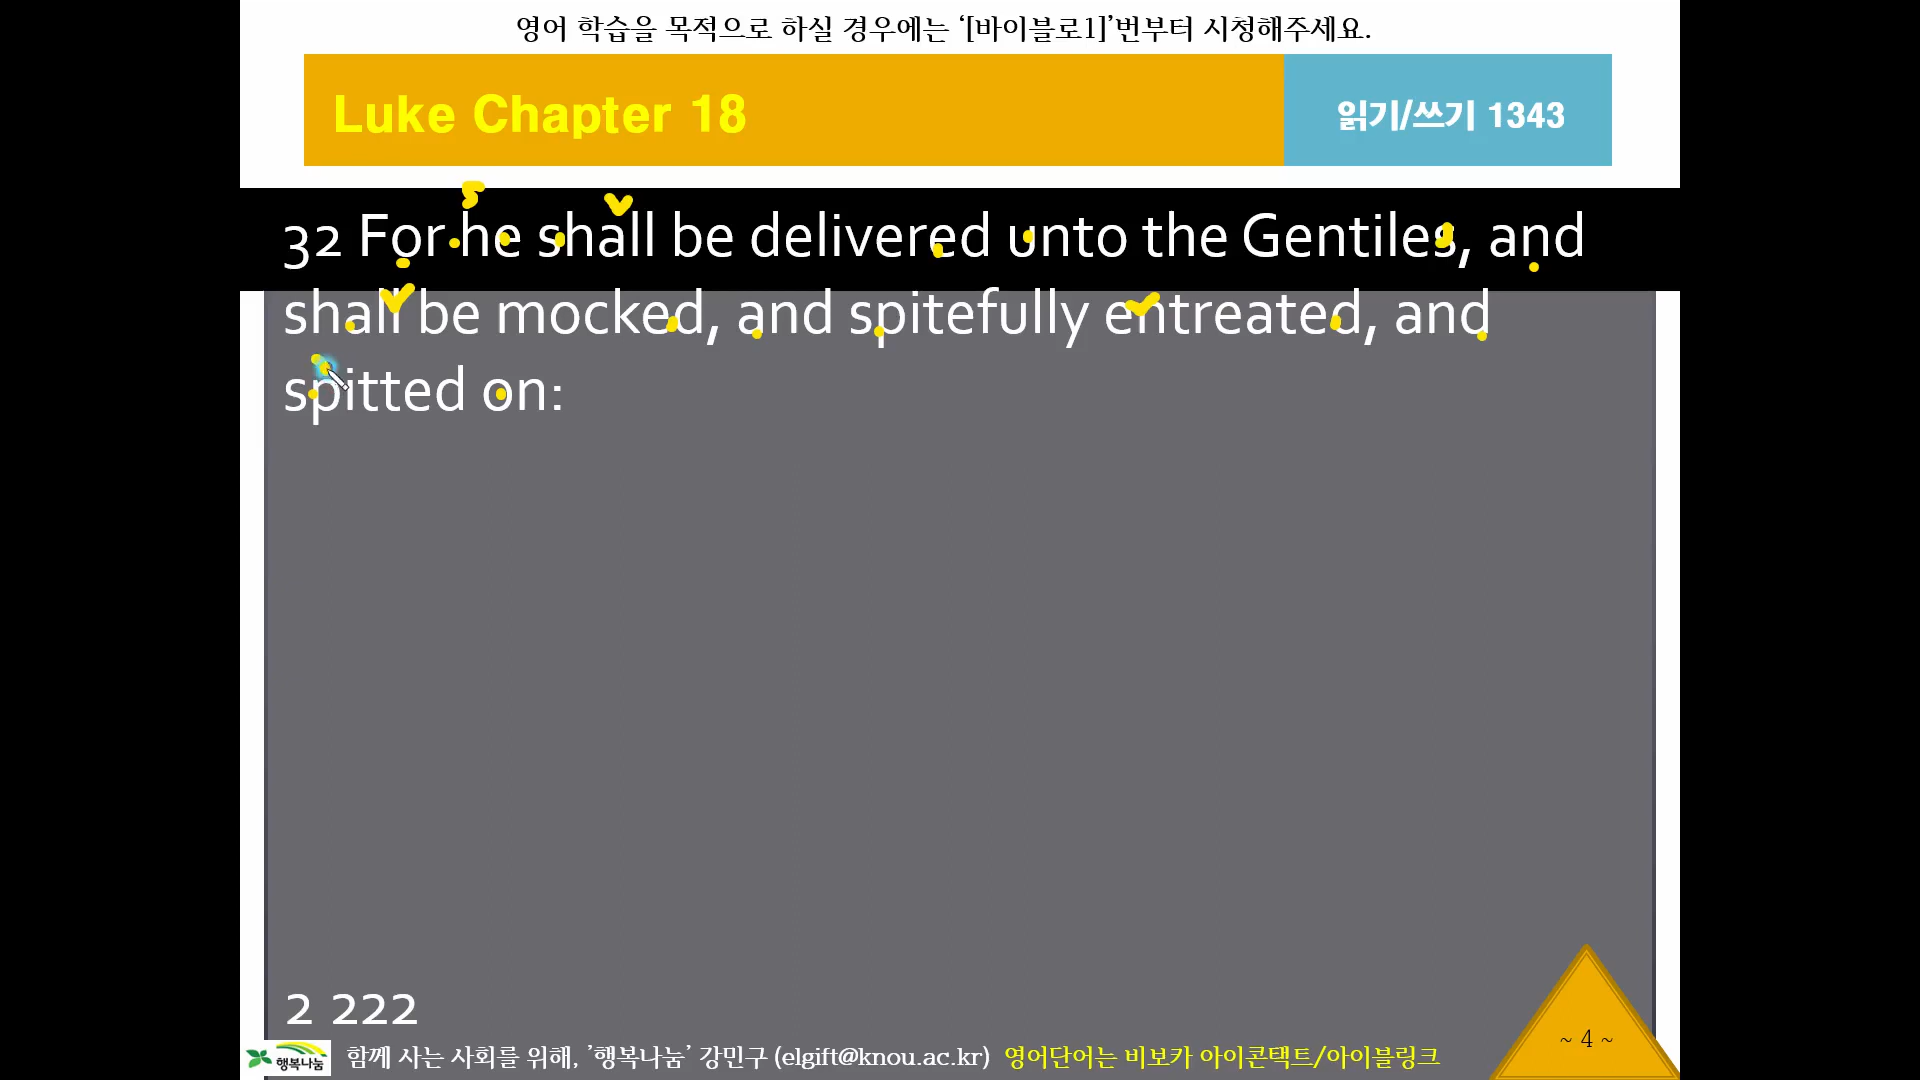 영어 학습을 목적으로 하실 경우에는 ‘[바이블로1]’번부터 시청해주세요.
Luke Chapter 18
읽기/쓰기 1343
32 For he shall be delivered unto the Gentiles, and
shall be mocked, and spitefully entreated, and
spitted on:
2 222
~ 4 ~
행복나눔 함께 사는 사회를 위해, ’행복나눔’ 강민구 (elgift@knou.ac.kr) 영어단어는 비보카 아이콘택트/아이블링크